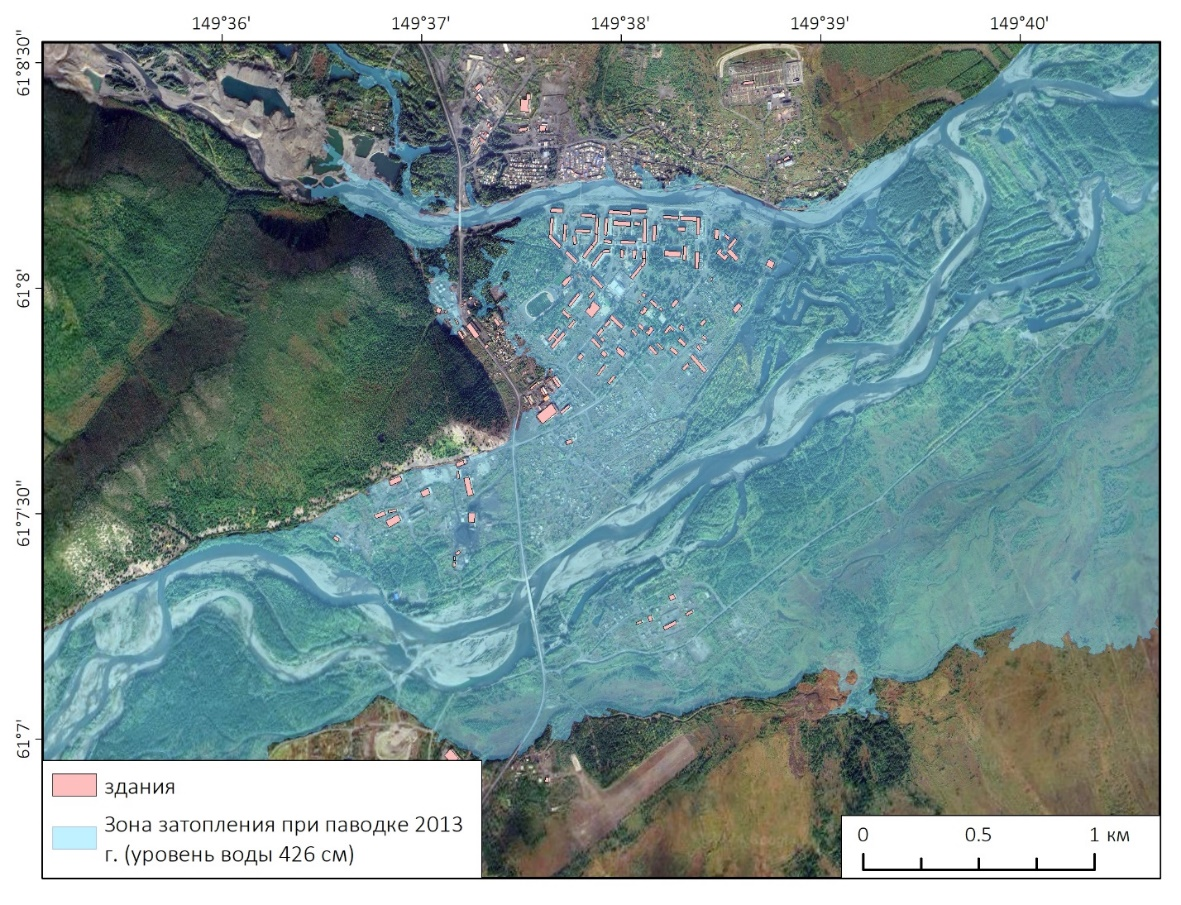 149°36' 149°37' 149°38' 149°39' 149°40'
61°8'30"
61°8'
61°7'30"
61°7'
здания
Зона затопления при паводке 2013
г. (уровень воды 426 см)
0 0.5 1 км